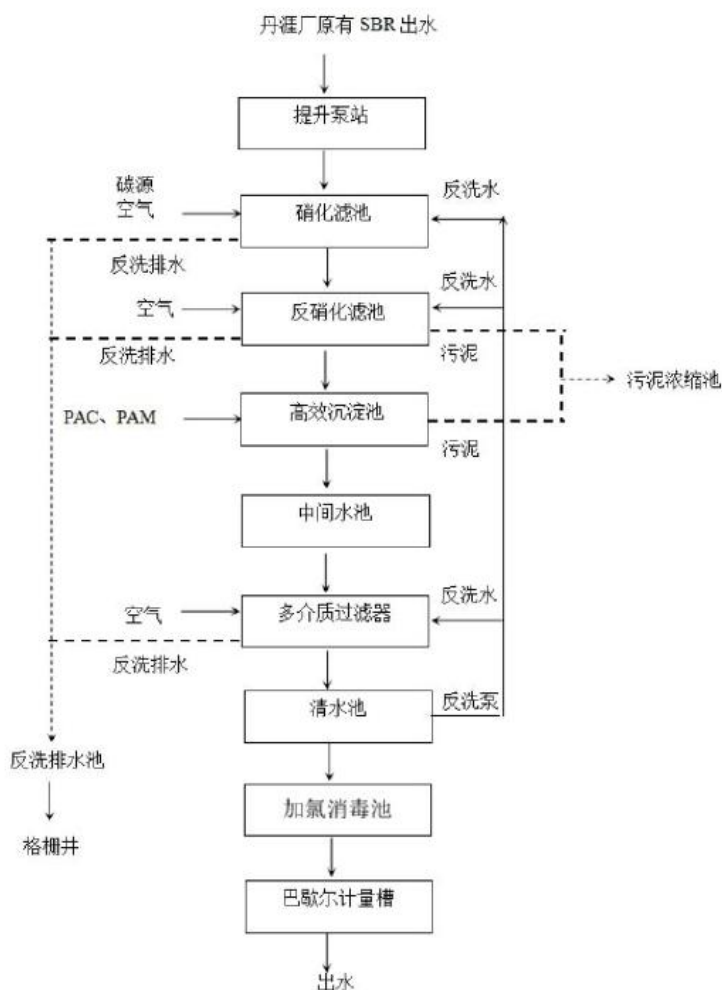 丹涯厂原有 SBR 出水
提升泵站
碳源
空气
反洗水
硝化滤池
反洗排水
反洗水
空气
反硝化滤池
反洗排水
污泥
污泥浓缩池
PAC、PAM
高效沉淀池
污泥
中间水池
反洗水
空气
多介质过滤器
反洗排水
清水池
反洗泵
反洗排水池
加氯消毒池
格栅井
巴歇尔计量槽
出水